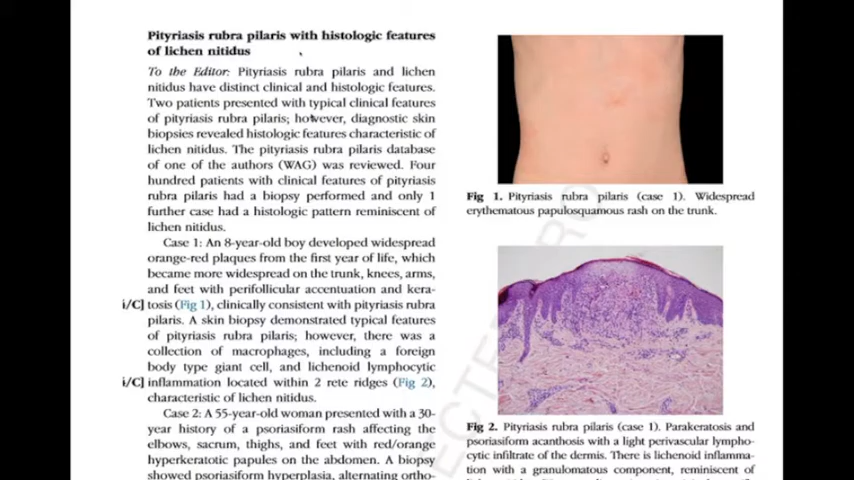 Pityriasis rubra pilaris with histologic features
of lichen nitidus
To the Editor: Pityriasis rubra pilaris and lichen
nitidus have distinct clinical and histologic features.
Two patients presented with typical clinical features
of pityriasis rubra pilaris; however, diagnostic skin
biopsies revealed histologic features characteristic of
lichen nitidus. The pityriasis rubra pilaris database
of one of the authors (WAG) was reviewed. Four
hundred patients with clinical features of pityriasis
rubra pilaris had a biopsy performed and only 1
further case had a histologic pattern reminiscent of
lichen nitidus.
Case 1: An 8-year-old boy developed widespread
orange-red plaques from the first year of life, which
became more widespread on the trunk, knees, arms,
and feet with perifollicular accentuation and kera-
i/C] tosis (Fig 1), clinically consistent with pityriasis rubra
pilaris. A skin biopsy demonstrated typical features
of pityriasis rubra pilaris; however, there was a
collection of macrophages, including a foreign
body type giant cell, and lichenoid lymphocytic
i/C] inflammation located within 2 rete ridges (Fig 2),
characteristic of lichen nitidus.
Case 2: A 55-year-old woman presented with a 30-
year history of a psoriasiform rash affecting the
elbows, sacrum, thighs, and feet with red/orange
hyperkeratotic papules on the abdomen. A biopsy
showed psoriasiform hyperplasia, alternating ortho-
Fig 1. Pityriasis rubra pilaris (case 1). Widespread
erythematous papulosquamous rash on the trunk.
Fig 2. Pityriasis rubra pilaris (case 1). Parakeratosis and
psoriasiform acanthosis with a light perivascular lympho-
cytic infiltrate of the dermis. There is lichenoid inflamma-
tion with a granulomatous component, reminiscent of